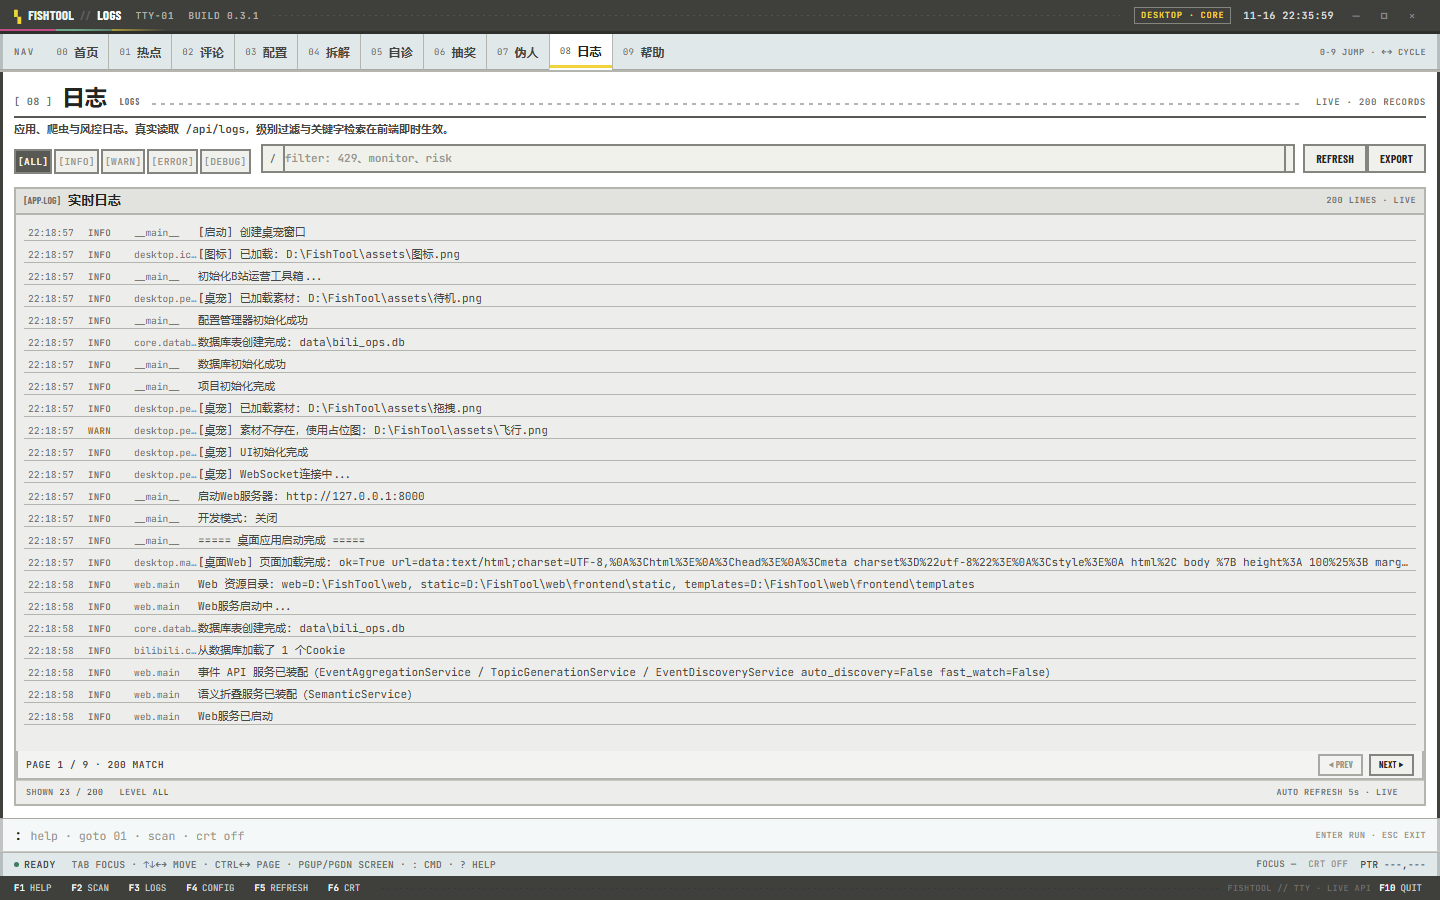 FISHTOOL // LOGS TTY-01 BUILD 0.3.1 DESKTOP · CORE 11-16 22:35:59
NAV 00 首页 01 热点 02 评论 03 配置 04 拆解 05 自诊 06 抽奖 07 伪人 08 日志 09 帮助 0-9 JUMP · ↔ CYCLE
[ 08 ] 日志 LOGS LIVE · 200 RECORDS
应用、爬虫与风控日志。真实读取 /api/logs, 级别过滤与关键字检索在前端即时生效。
[ALL] [INFO] [WARN] [ERROR] [DEBUG] / filter: 429、monitor、risk REFRESH EXPORT
[APP.LOG] 实时日志 200 LINES · LIVE
22:18:57 INFO __main__ [启动] 创建桌宠窗口
22:18:57 INFO desktop.ic… [图标] 已加载: D:\FishTool\assets\图标.png
22:18:57 INFO __main__ 初始化B站运营工具箱...
22:18:57 INFO desktop.pe… [桌宠] 已加载素材: D:\FishTool\assets\待机.png
22:18:57 INFO __main__ 配置管理器初始化成功
22:18:57 INFO core.datab… 数据库表创建完成: data\bili_ops.db
22:18:57 INFO __main__ 数据库初始化成功
22:18:57 INFO __main__ 项目初始化完成
22:18:57 INFO desktop.pe… [桌宠] 已加载素材: D:\FishTool\assets\拖拽.png
22:18:57 WARN desktop.pe… [桌宠] 素材不存在, 使用占位图: D:\FishTool\assets\飞行.png
22:18:57 INFO desktop.pe… [桌宠] UI初始化完成
22:18:57 INFO desktop.pe… [桌宠] WebSocket连接中...
22:18:57 INFO __main__ 启动Web服务器: http://127.0.0.1:8000
22:18:57 INFO __main__ 开发模式: 关闭
22:18:57 INFO __main__ ===== 桌面应用启动完成 =====
22:18:57 INFO desktop.ma… [桌面Web] 页面加载完成: ok=True url=data:text/html;charset=UTF-8,%0A%3Chtml%3E%0A%3Chead%3E%0A%3Cmeta charset%3D%22utf-8%22%3E%0A%3Cstyle%3E%0A html%2C body %7B height%3A 100%25%3B marg…
22:18:58 INFO web.main Web 资源目录: web=D:\FishTool\web, static=D:\FishTool\web\frontend\static, templates=D:\FishTool\web\frontend\templates
22:18:58 INFO web.main Web服务启动中...
22:18:58 INFO core.datab… 数据库表创建完成: data\bili_ops.db
22:18:58 INFO bilibili.c… 从数据库加载了 1 个Cookie
22:18:58 INFO web.main 事件 API 服务已装配 (EventAggregationService / TopicGenerationService / EventDiscoveryService auto_discovery=False fast_watch=False)
22:18:58 INFO web.main 语义折叠服务已装配 (SemanticService)
22:18:58 INFO web.main Web服务已启动
PAGE 1 / 9 · 200 MATCH ◂ PREV NEXT ▸
SHOWN 23 / 200 LEVEL ALL AUTO REFRESH 5s · LIVE
: help · goto 01 · scan · crt off ENTER RUN · ESC EXIT
READY TAB FOCUS · ↑↓↔ MOVE · CTRL↔ PAGE · PGUP/PGDN SCREEN · : CMD · ? HELP FOCUS — CRT OFF PTR ---,---
F1 HELP F2 SCAN F3 LOGS F4 CONFIG F5 REFRESH F6 CRT FISHTOOL // TTY · LIVE API F10 QUIT